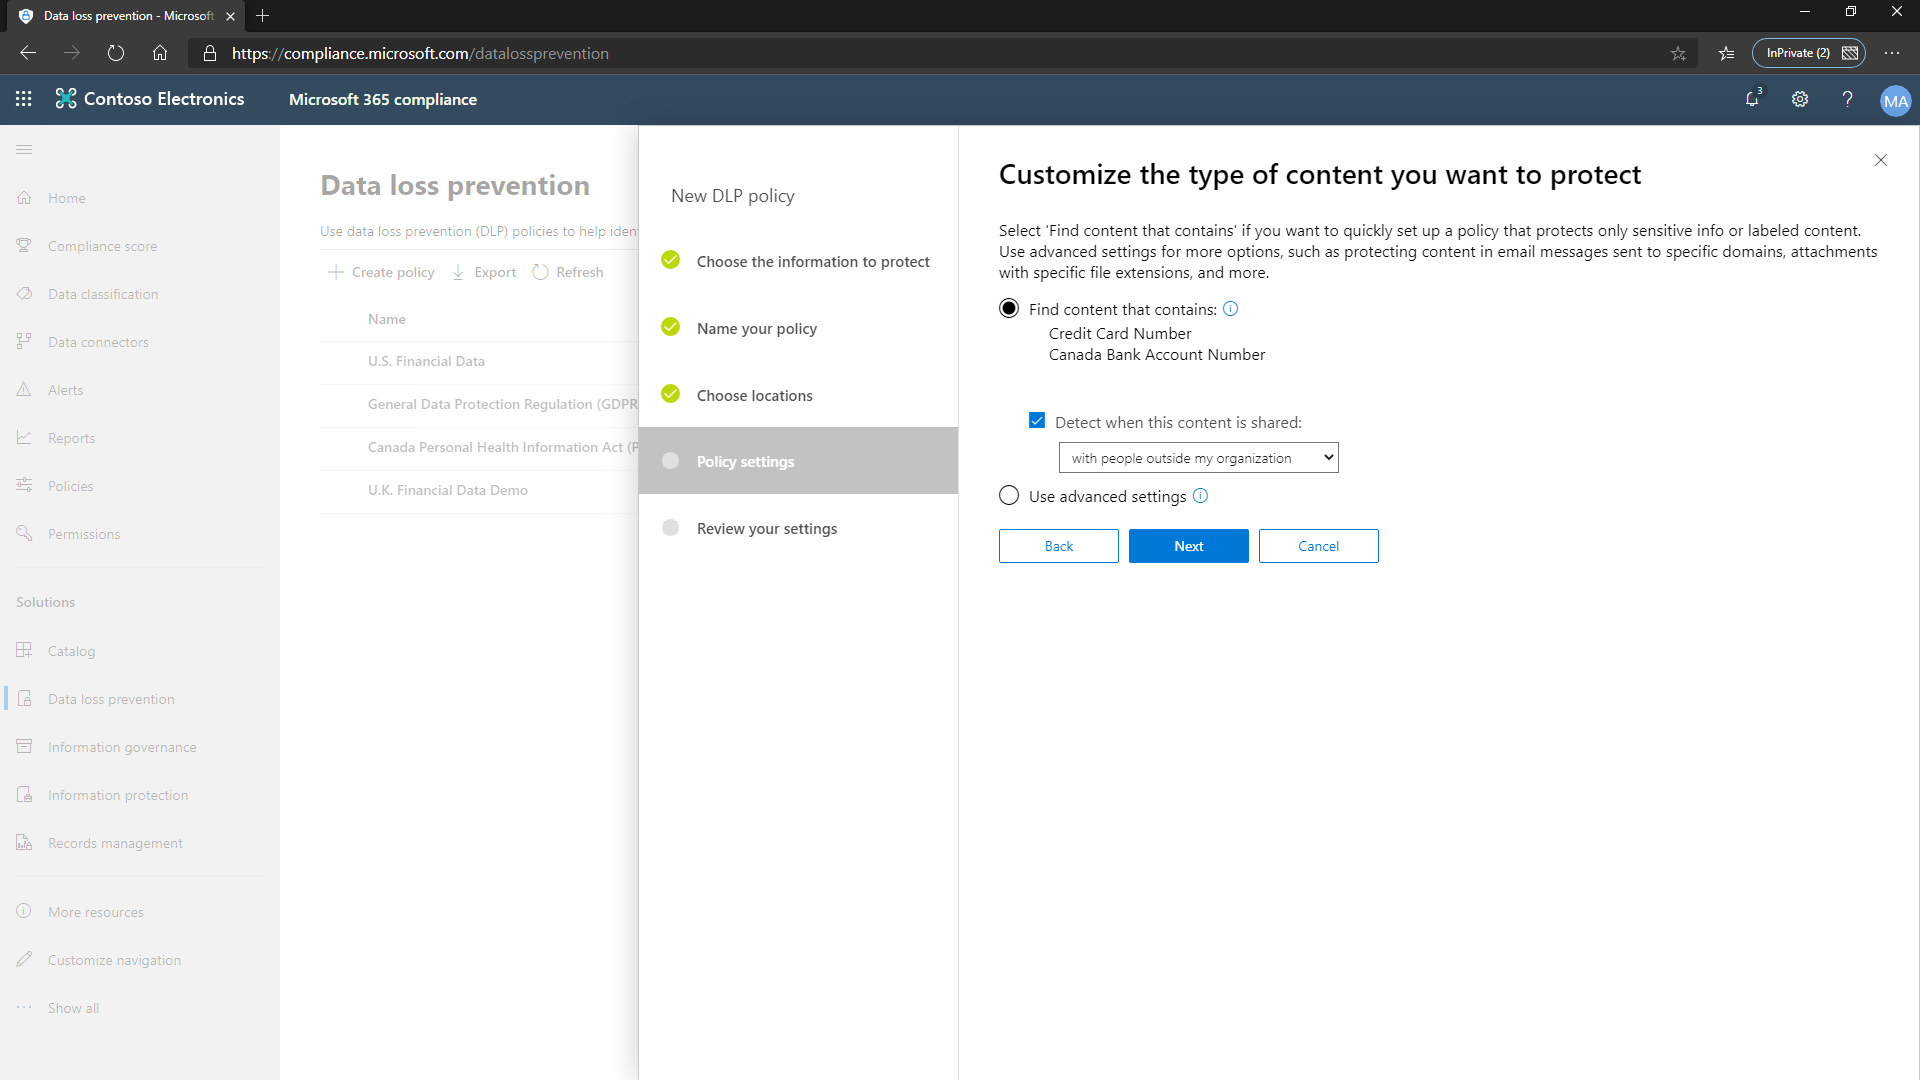 Data loss prevention - Microsoft
https://compliance.microsoft.com/datalossprevention
InPrivate (2)
Contoso Electronics
Microsoft 365 compliance
3
MA
Home
Compliance score
Data classification
Data connectors
Alerts
Reports
Policies
Permissions
Solutions
Catalog
Data loss prevention
Information governance
Information protection
Records management
More resources
Customize navigation
Show all
Data loss prevention
Use data loss prevention (DLP) policies to help iden
Create policy
Export
Refresh
Name
U.S. Financial Data
General Data Protection Regulation (GDPR
Canada Personal Health Information Act (P
U.K. Financial Data Demo
New DLP policy
Choose the information to protect
Name your policy
Choose locations
Policy settings
Review your settings
Customize the type of content you want to protect
Select 'Find content that contains' if you want to quickly set up a policy that protects only sensitive info or labeled content.
Use advanced settings for more options, such as protecting content in email messages sent to specific domains, attachments
with specific file extensions, and more.
Find content that contains:
Credit Card Number
Canada Bank Account Number
Detect when this content is shared:
with people outside my organization
Use advanced settings
Back
Next
Cancel